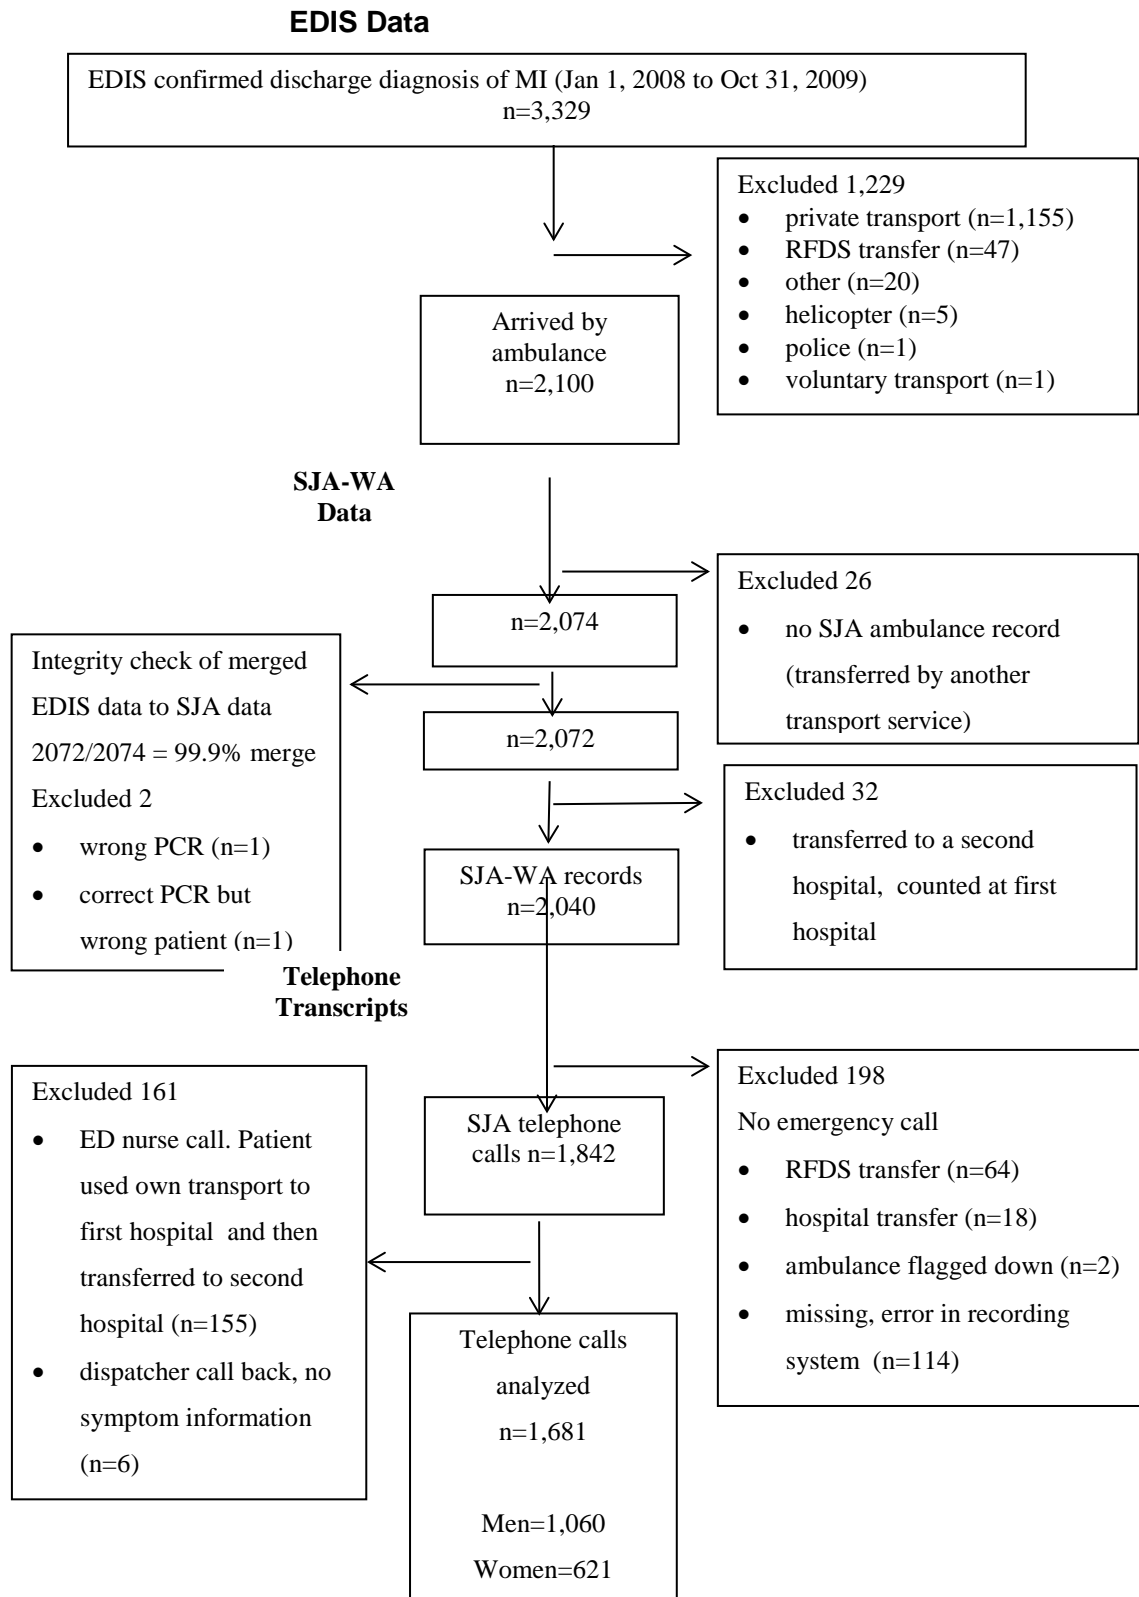 EDIS Data
EDIS confirmed discharge diagnosis of MI (Jan 1, 2008 to Oct 31, 2009)
n=3,329
Excluded 1,229
• private transport (n=1,155)
• RFDS transfer (n=47)
• other (n=20)
• helicopter (n=5)
• police (n=1)
• voluntary transport (n=1)
Arrived by
ambulance
n=2,100
SJA-WA
Data
Excluded 26
• no SJA ambulance record
(transferred by another
transport service)
n=2,074
Integrity check of merged
EDIS data to SJA data
2072/2074 = 99.9% merge
Excluded 2
• wrong PCR (n=1)
• correct PCR but
wrong patient (n=1)
n=2,072
Excluded 32
• transferred to a second
hospital, counted at first
hospital
SJA-WA records
n=2,040
Telephone
Transcripts
Excluded 198
No emergency call
• RFDS transfer (n=64)
• hospital transfer (n=18)
• ambulance flagged down (n=2)
• missing, error in recording
system (n=114)
SJA telephone
calls n=1,842
Excluded 161
• ED nurse call. Patient
used own transport to
first hospital and then
transferred to second
hospital (n=155)
• dispatcher call back, no
symptom information
(n=6)
Telephone calls
analyzed
n=1,681
Men=1,060
Women=621